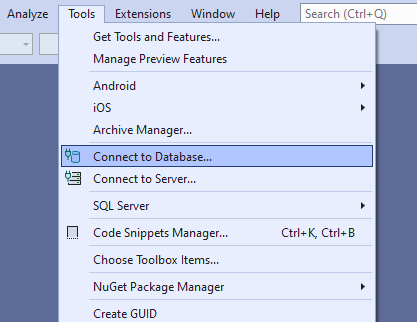 Analyze Tools Extensions Window Help Search (Ctrl+Q)
Get Tools and Features...
Manage Preview Features
Android
iOS
Archive Manager...
Connect to Database...
Connect to Server...
SQL Server
Code Snippets Manager... Ctrl+K, Ctrl+B
Choose Toolbox Items...
NuGet Package Manager
Create GUID